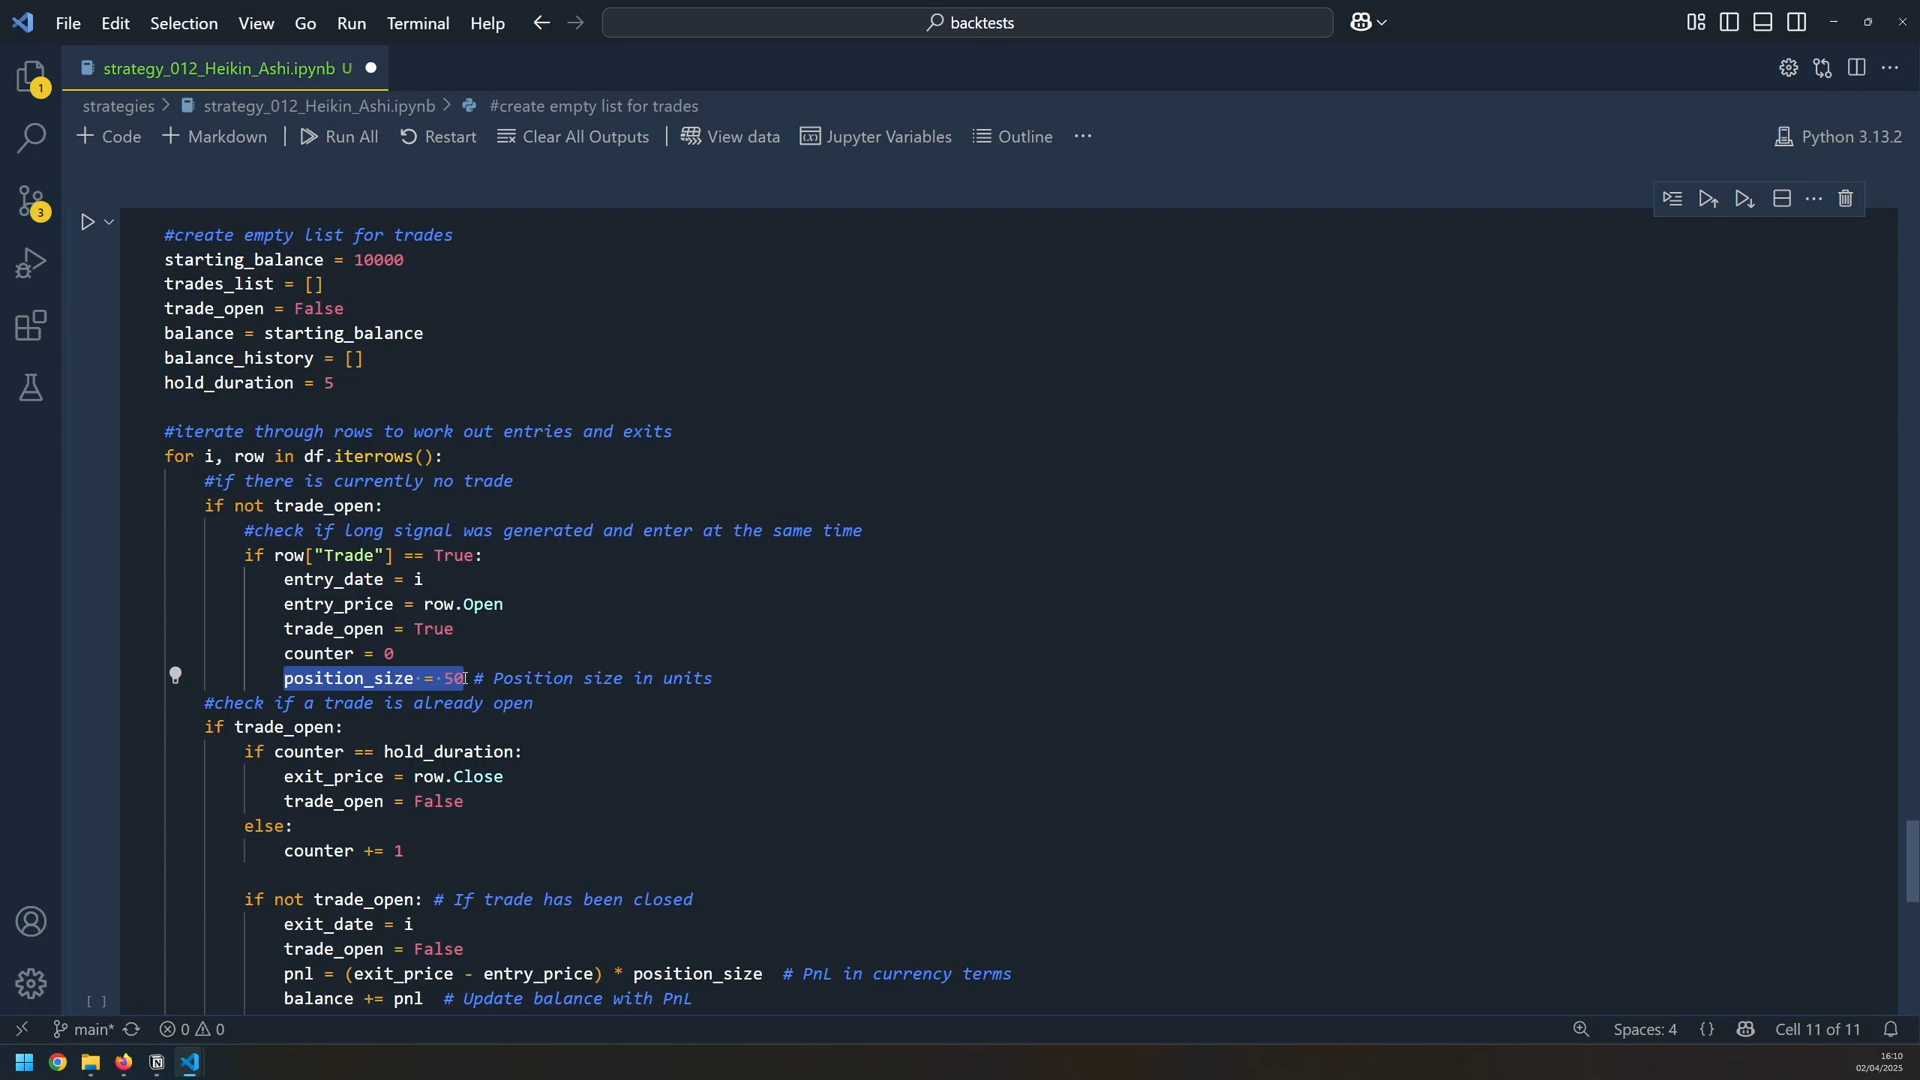 File Edit Selection View Go Run Terminal Help
backtests
strategy_012_Heikin_Ashi.ipynb U
strategies > strategy_012_Heikin_Ashi.ipynb > #create empty list for trades
+ Code + Markdown | Run All Restart Clear All Outputs | View data Jupyter Variables Outline ...
Python 3.13.2
1
3
#create empty list for trades
starting_balance = 10000
trades_list = []
trade_open = False
balance = starting_balance
balance_history = []
hold_duration = 5
#iterate through rows to work out entries and exits
for i, row in df.iterrows():
#if there is currently no trade
if not trade_open:
#check if long signal was generated and enter at the same time
if row["Trade"] == True:
entry_date = i
entry_price = row.Open
trade_open = True
counter = 0
position_size = 50 # Position size in units
#check if a trade is already open
if trade_open:
if counter == hold_duration:
exit_price = row.Close
trade_open = False
else:
counter += 1
if not trade_open: # If trade has been closed
exit_date = i
trade_open = False
pnl = (exit_price - entry_price) * position_size # PnL in currency terms
balance += pnl # Update balance with PnL
[ ]
main* 0 0
Spaces: 4 {} Cell 11 of 11
16:10
02/04/2025